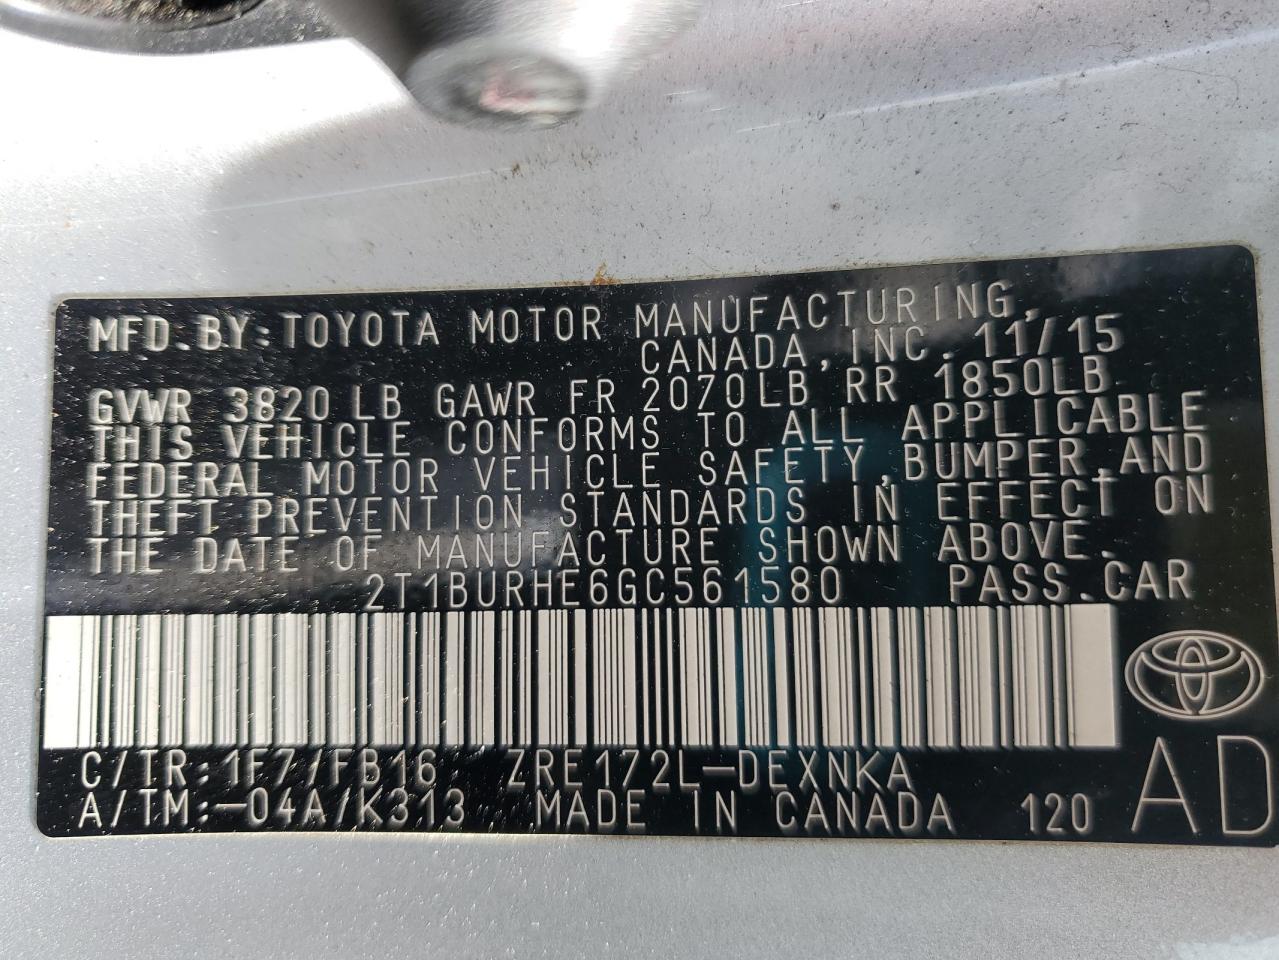 MFD.BY:TOYOTA MOTOR MANUFACTURING,
CANADA,INC. 11/15
GVWR 3820LB GAWR FR 2070LB RR 1850LB
THIS VEHICLE CONFORMS TO ALL APPLICABLE
FEDERAL MOTOR VEHICLE SAFETY,BUMPER,AND
THEFT PREVENTION STANDARDS IN EFFECT ON
THE DATE OF MANUFACTURE SHOWN ABOVE.
2T1BURHE6GC561580 PASS.CAR
C/TR:1F7/FB16 ZRE172L-DEXNKA
A/TM:-04A/K313 MADE IN CANADA 120 AD